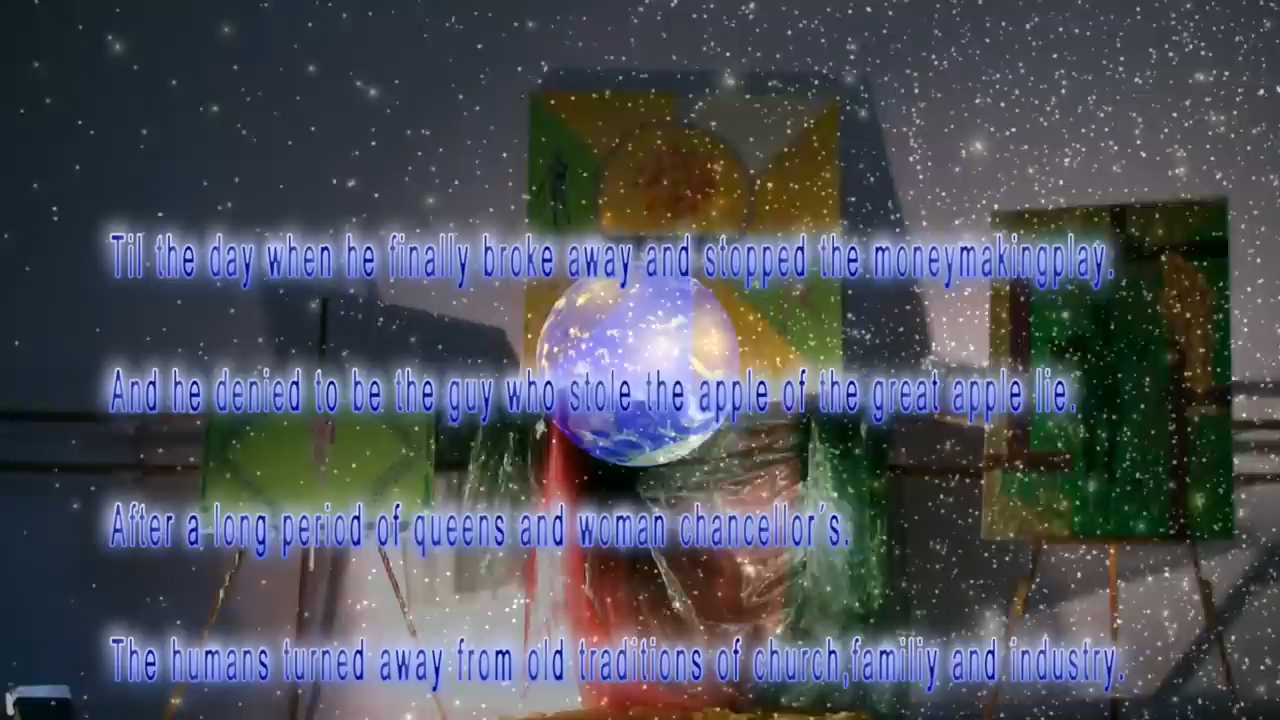 Til the day when he finally broke away and stopped the moneymakingplay.
And he denied to be the guy who stole the apple of the great apple lie.
After a long period of queens and woman chancellor´s.
The humans turned away from old traditions of church,familiy and industry.